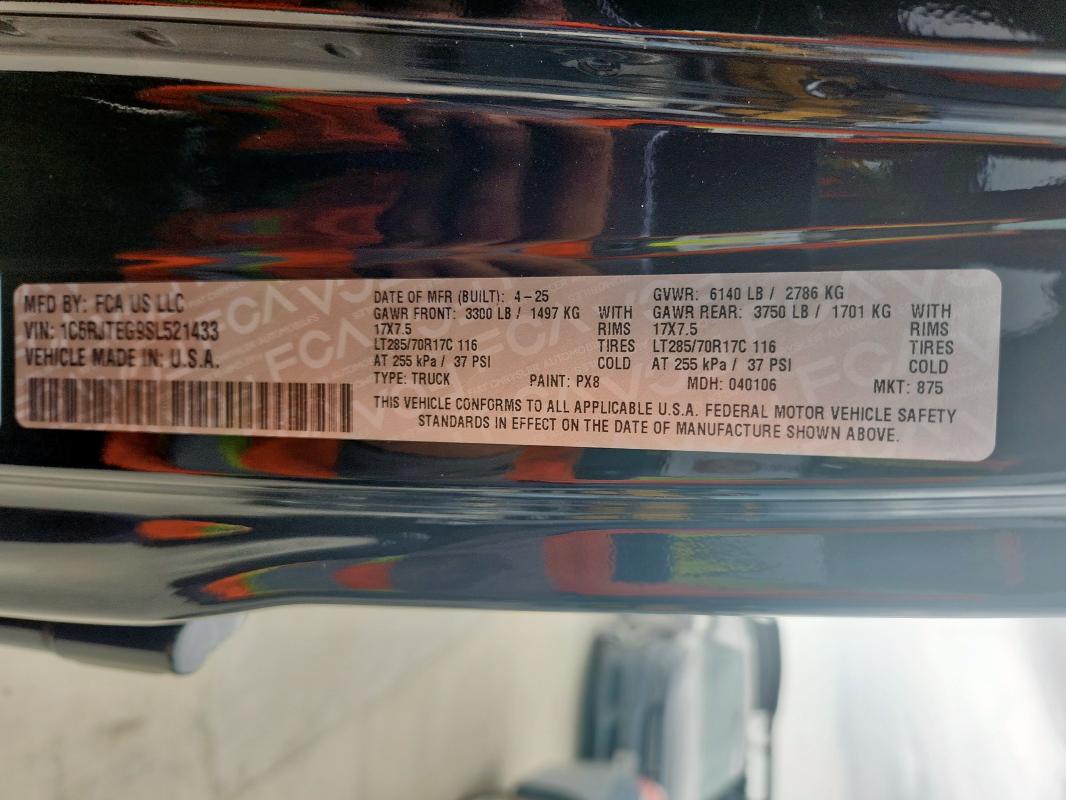 MFD BY: FCA US LLC
VIN: 1C6RJTEG9SL521433
VEHICLE MADE IN: U.S.A.
DATE OF MFR (BUILT): 4-25 GVWR: 6140 LB / 2786 KG
GAWR FRONT: 3300 LB / 1497 KG WITH GAWR REAR: 3750 LB / 1701 KG WITH
17X7.5 RIMS 17X7.5 RIMS
LT285/70R17C 116 TIRES LT285/70R17C 116 TIRES
AT 255 kPa / 37 PSI COLD AT 255 kPa / 37 PSI COLD
TYPE: TRUCK PAINT: PX8 MDH: 040106 MKT: 875
THIS VEHICLE CONFORMS TO ALL APPLICABLE U.S.A. FEDERAL MOTOR VEHICLE SAFETY
STANDARDS IN EFFECT ON THE DATE OF MANUFACTURE SHOWN ABOVE.